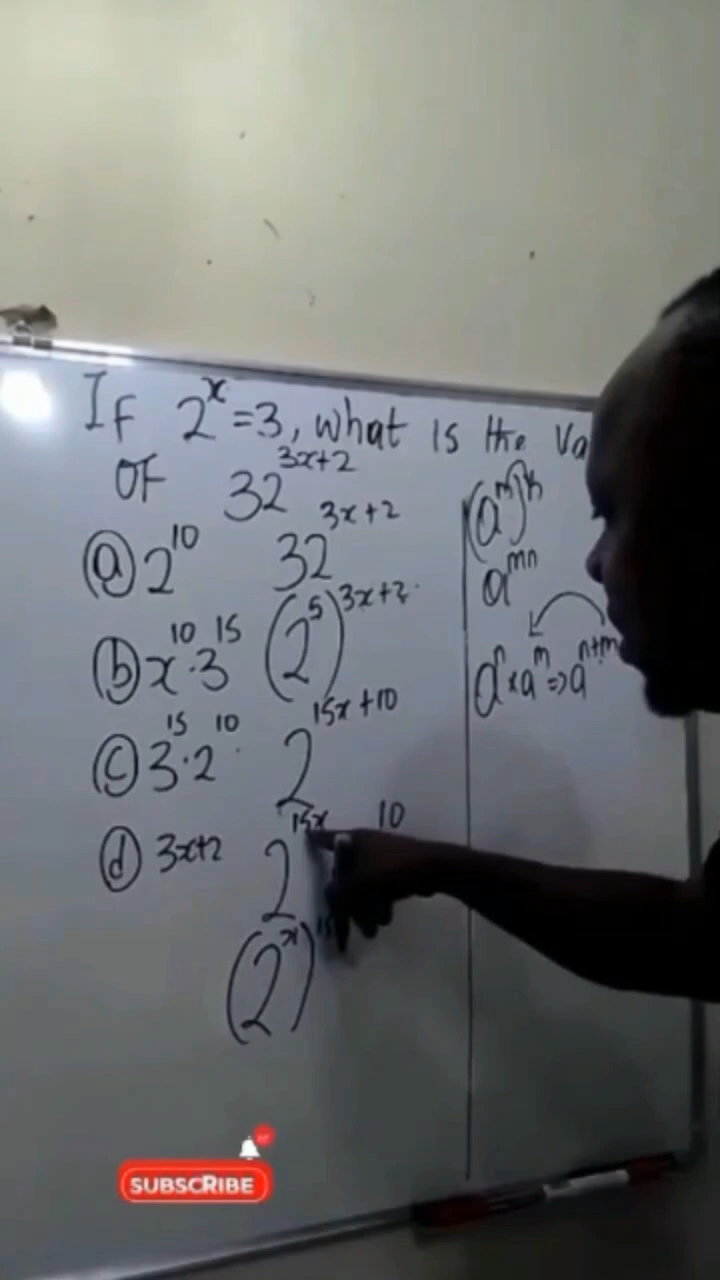 If 2^x = 3, what is the
OF 32^(3x+2)
(a) 2^10
(b) x^10 · 3^15
(c) 3^15 · 2^10
(d) 3x+2
32^(3x+2)
(2^5)^(3x+2)
2^(15x+10)
2^(15x) 10
(2^x)^15
(a^m)^n
a^mn
a^n × a^m => a^(n+m)
SUBSCRIBE